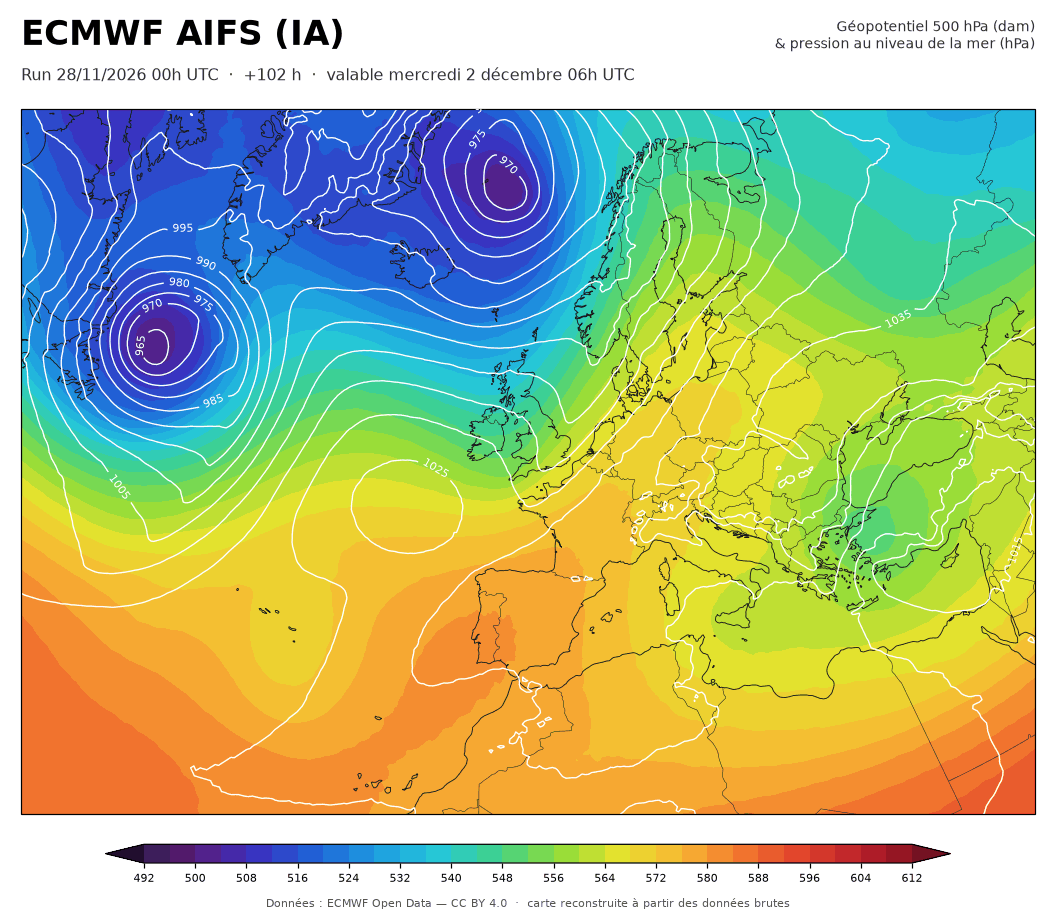 ECMWF AIFS (IA)
Géopotentiel 500 hPa (dam)
& pression au niveau de la mer (hPa)
Run 28/11/2026 00h UTC · +102 h · valable mercredi 2 décembre 06h UTC
975
970
995
990
980
975
970
965
985
1035
1025
1005
1015
492 500 508 516 524 532 540 548 556 564 572 580 588 596 604 612
Données : ECMWF Open Data — CC BY 4.0 · carte reconstruite à partir des données brutes